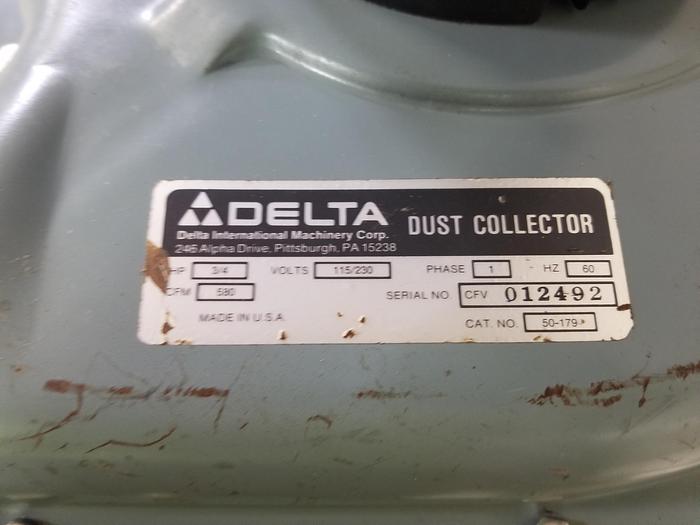 DELTA
Delta International Machinery Corp.
246 Alpha Drive, Pittsburgh, PA 15238
DUST COLLECTOR
HP 3/4 VOLTS 115/230 PHASE 1 HZ 60
CFM 580 SERIAL NO. CFV 012492
MADE IN U.S.A. CAT. NO. 50-179